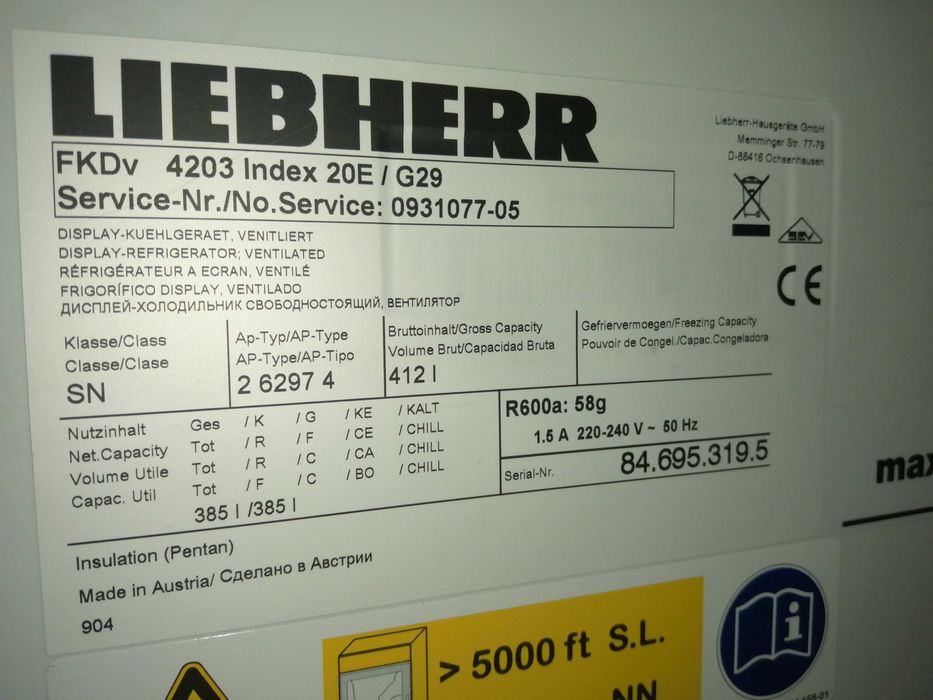 LIEBHERR
Liebherr-Hausgeräte GmbH
Memminger Str. 77-79
D-88416 Ochsenhausen
FKDv 4203 Index 20E / G29
Service-Nr./No.Service: 0931077-05
DISPLAY-KUEHLGERAET, VENITLIERT
DISPLAY-REFRIGERATOR; VENTILATED
RÉFRIGÉRATEUR A ECRAN, VENTILÉ
FRIGORÍFICO DISPLAY, VENTILADO
ДИСПЛЕЙ-ХОЛОДИЛЬНИК СВОБОДНОСТОЯЩИЙ, ВЕНТИЛЯТОР
SEV
CE
Klasse/Class
Classe/Clase
SN
Ap-Typ/AP-Type
AP-Type/AP-Tipo
2 6297 4
Bruttoinhalt/Gross Capacity
Volume Brut/Capacidad Bruta
412 l
Gefriervermoegen/Freezing Capacity
Pouvoir de Congel./Capac.Congeladora
Nutzinhalt Ges / K / G / KE / KALT
Net.Capacity Tot / R / F / CE / CHILL
Volume Utile Tot / R / C / CA / CHILL
Capac. Util Tot / F / C / BO / CHILL
385 l /385 l
R600a: 58g
1.5 A 220-240 V ~ 50 Hz
Serial-Nr. 84.695.319.5
Insulation (Pentan)
Made in Austria/ Сделано в Австрии
904
max
> 5000 ft S.L.
NN